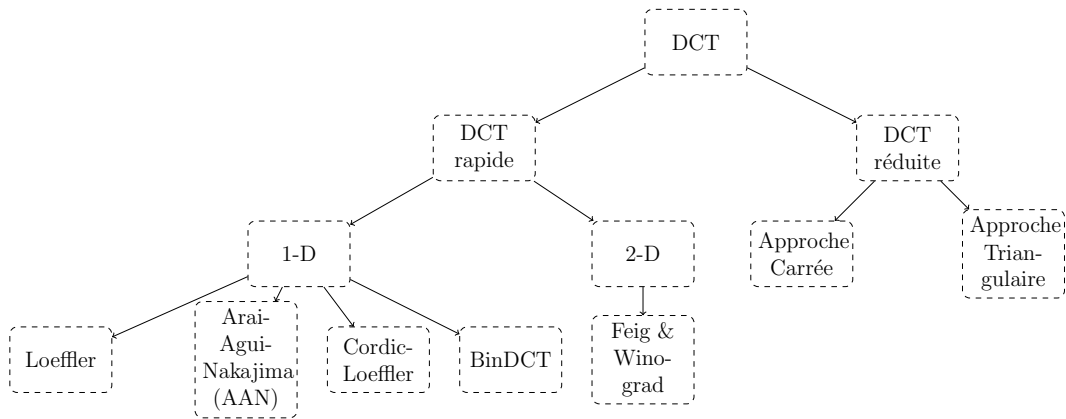 DCT
DCT
rapide
DCT
réduite
1-D
2-D
Approche
Carrée
Approche
Trian-
gulaire
Loeffler
Arai-
Agui-
Nakajima
(AAN)
Cordic-
Loeffler
BinDCT
Feig &
Wino-
grad